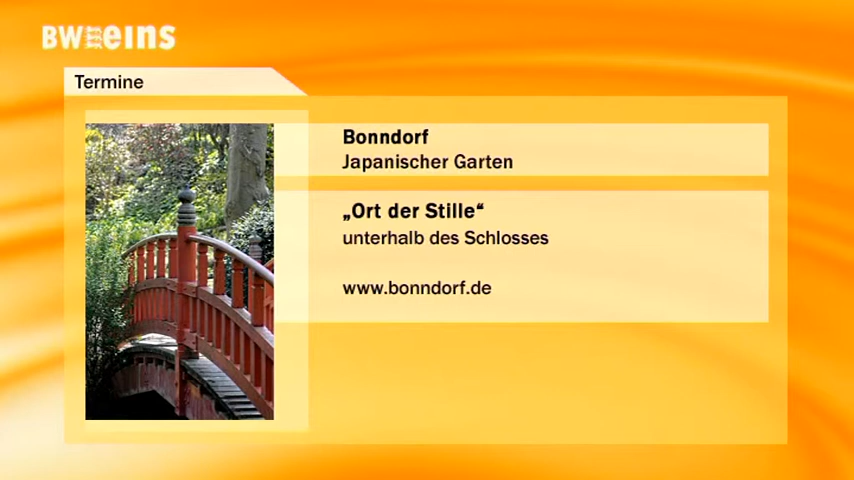 BW eins
Termine
Bonndorf
Japanischer Garten
„Ort der Stille“
unterhalb des Schlosses
www.bonndorf.de